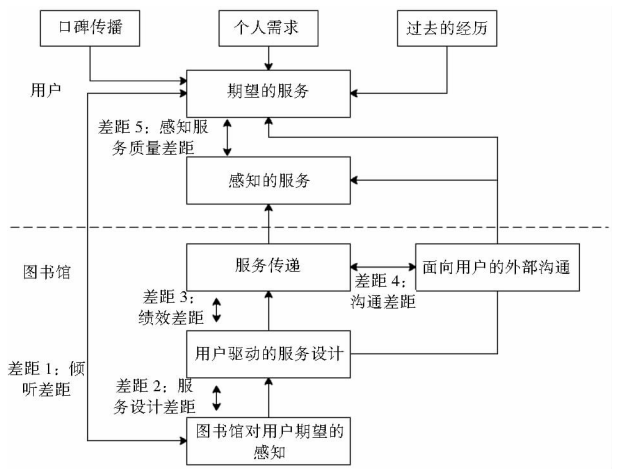 口碑传播
个人需求
过去的经历
用户
期望的服务
差距 5：感知服
务质量差距
感知的服务
图书馆
服务传递
面向用户的外部沟通
差距 4：
沟通差距
差距 3：
绩效差距
用户驱动的服务设计
差距 1：倾
听差距
差距 2：服
务设计差距
图书馆对用户期望的
感知